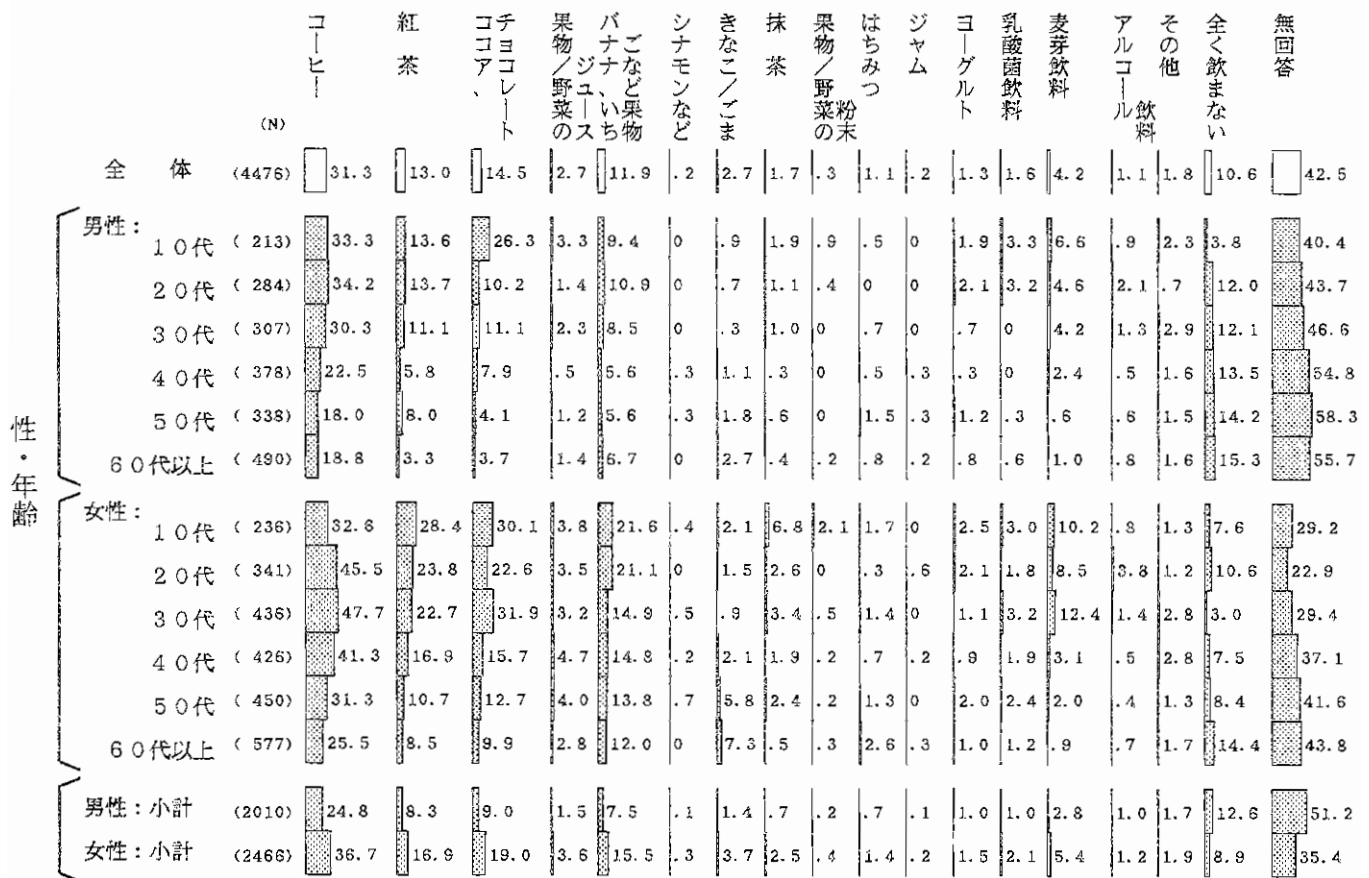 コーヒー
紅茶
ココア、チョコレート
果物/野菜のジュース
バナナ、いちごなど果物
シナモンなど
きなこ/ごま
抹茶
果物/野菜の粉末
はちみつ
ジャム
ヨーグルト
乳酸菌飲料
麦芽飲料
アルコール飲料
その他
全く飲まない
無回答
(N)
全体 (4476) 31.3 13.0 14.5 2.7 11.9 .2 2.7 1.7 .3 1.1 .2 1.3 1.6 4.2 1.1 1.8 10.6 42.5
性・年齢
男性:
10代 (213) 33.3 13.6 26.3 3.3 9.4 0 .9 1.9 .9 .5 0 1.9 3.3 6.6 .9 2.3 3.8 40.4
20代 (284) 34.2 13.7 10.2 1.4 10.9 0 .7 1.1 .4 0 0 2.1 3.2 4.6 2.1 .7 12.0 43.7
30代 (307) 30.3 11.1 11.1 2.3 8.5 0 .3 1.0 0 .7 0 .7 0 4.2 1.3 2.9 12.1 46.6
40代 (378) 22.5 5.8 7.9 .5 5.6 .3 1.1 .3 0 .5 .3 .3 0 2.4 .5 1.6 13.5 54.8
50代 (338) 18.0 8.0 4.1 1.2 5.6 .3 1.8 .6 0 1.5 .3 1.2 .3 .6 .6 1.5 14.2 58.3
60代以上 (490) 18.8 3.3 3.7 1.4 6.7 0 2.7 .4 .2 .8 .2 .8 .6 1.0 .8 1.6 15.3 55.7
女性:
10代 (236) 32.6 28.4 30.1 3.8 21.6 .4 2.1 6.8 2.1 1.7 0 2.5 3.0 10.2 .8 1.3 7.6 29.2
20代 (341) 45.5 23.8 22.6 3.5 21.1 0 1.5 2.6 0 .3 .6 2.1 1.8 8.5 3.8 1.2 10.6 22.9
30代 (436) 47.7 22.7 31.9 3.2 14.9 .5 .9 3.4 .5 1.4 0 1.1 3.2 12.4 1.4 2.8 3.0 29.4
40代 (426) 41.3 16.9 15.7 4.7 14.8 .2 2.1 1.9 .2 .7 .2 .9 1.9 3.1 .5 2.8 7.5 37.1
50代 (450) 31.3 10.7 12.7 4.0 13.8 .7 5.8 2.4 .2 1.3 0 2.0 2.4 2.0 .4 1.3 8.4 41.6
60代以上 (577) 25.5 8.5 9.9 2.8 12.0 0 7.3 .5 .3 2.6 .3 1.0 1.2 .9 .7 1.7 14.4 43.8
男性:小計 (2010) 24.8 8.3 9.0 1.5 7.5 .1 1.4 .7 .2 .7 .1 1.0 1.0 2.8 1.0 1.7 12.6 51.2
女性:小計 (2466) 36.7 16.9 19.0 3.6 15.5 .3 3.7 2.5 .4 1.4 .2 1.5 2.1 5.4 1.2 1.9 8.9 35.4